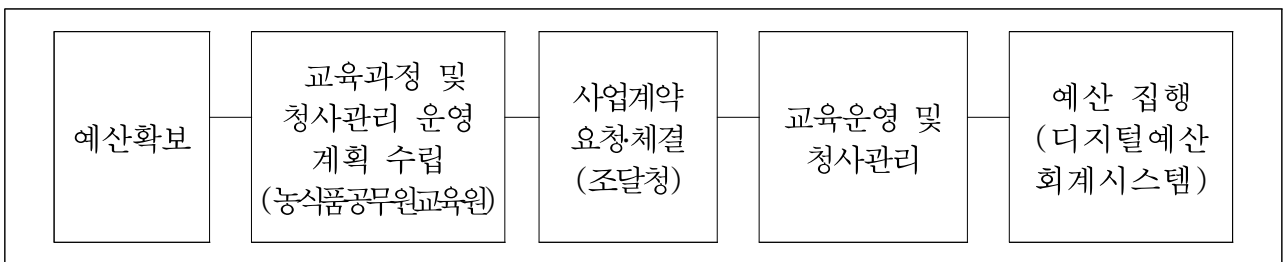 예산확보
교육과정 및
청사관리 운영
계획 수립
(농식품공무원교육원)
사업계약
요청·체결
(조달청)
교육운영 및
청사관리
예산 집행
(디지털예산
회계시스템)